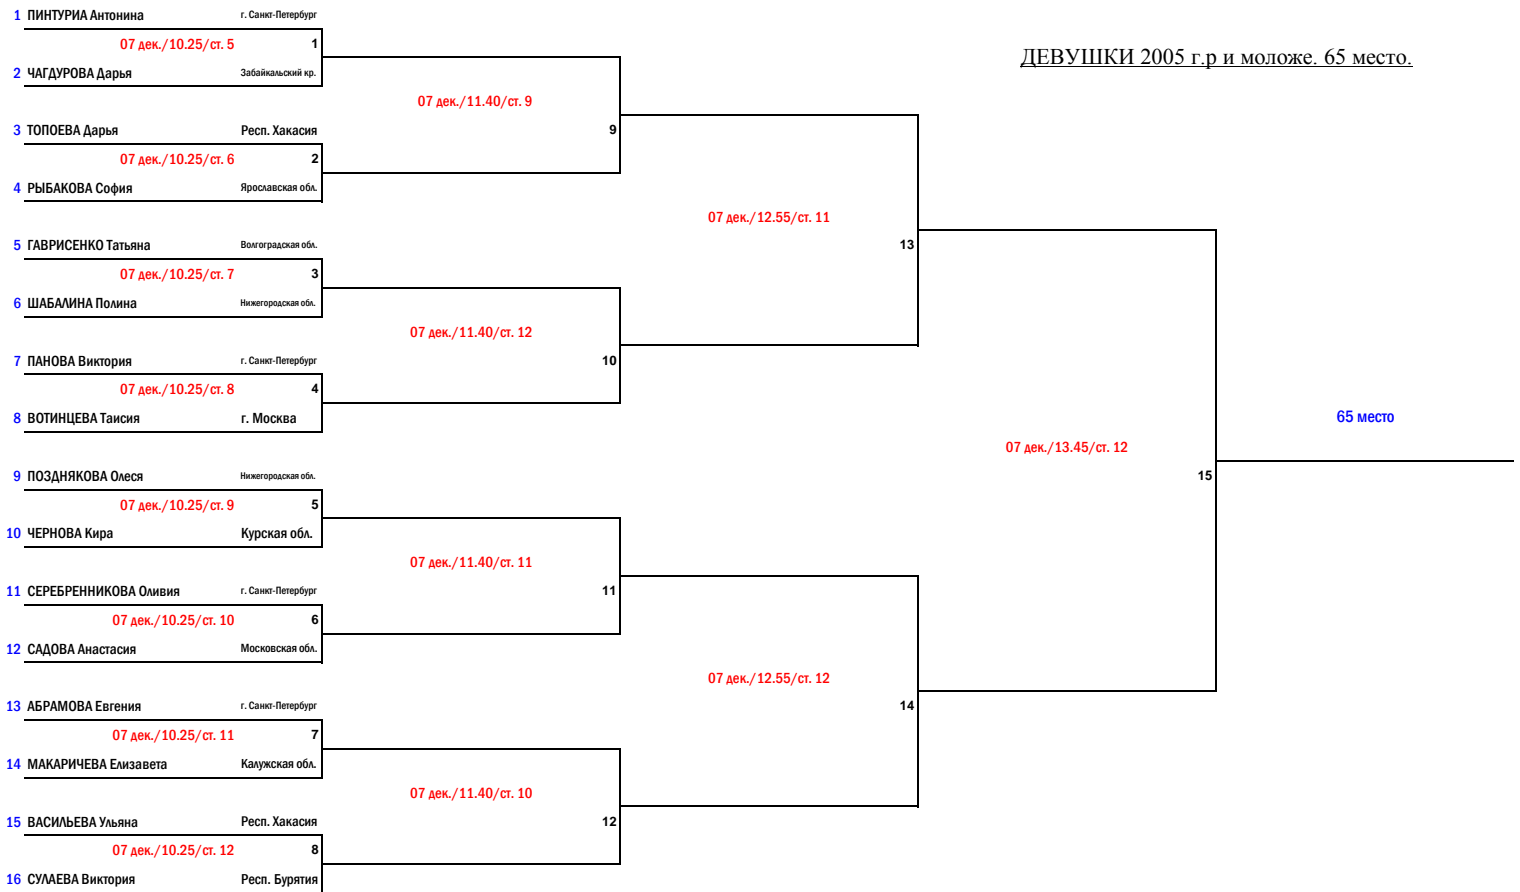 1 ПИНТУРИА Антонина г. Санкт-Петербург
07 дек./10.25/ст. 5 1
ДЕВУШКИ 2005 г.р и моложе. 65 место.
2 ЧАГДУРОВА Дарья Забайкальский кр.
07 дек./11.40/ст. 9
3 ТОПОЕВА Дарья Респ. Хакасия 9
07 дек./10.25/ст. 6 2
4 РЫБАКОВА София Ярославская обл.
07 дек./12.55/ст. 11
5 ГАВРИСЕНКО Татьяна Волгоградская обл. 13
07 дек./10.25/ст. 7 3
6 ШАБАЛИНА Полина Нижегородская обл.
07 дек./11.40/ст. 12
7 ПАНОВА Виктория г. Санкт-Петербург 10
07 дек./10.25/ст. 8 4
8 ВОТИНЦЕВА Таисия г. Москва 65 место
07 дек./13.45/ст. 12
9 ПОЗДНЯКОВА Олеся Нижегородская обл. 15
07 дек./10.25/ст. 9 5
10 ЧЕРНОВА Кира Курская обл.
07 дек./11.40/ст. 11
11 СЕРЕБРЕННИКОВА Оливия г. Санкт-Петербург 11
07 дек./10.25/ст. 10 6
12 САДОВА Анастасия Московская обл.
07 дек./12.55/ст. 12
13 АБРАМОВА Евгения г. Санкт-Петербург 14
07 дек./10.25/ст. 11 7
14 МАКАРИЧЕВА Елизавета Калужская обл.
07 дек./11.40/ст. 10
15 ВАСИЛЬЕВА Ульяна Респ. Хакасия 12
07 дек./10.25/ст. 12 8
16 СУЛАЕВА Виктория Респ. Бурятия